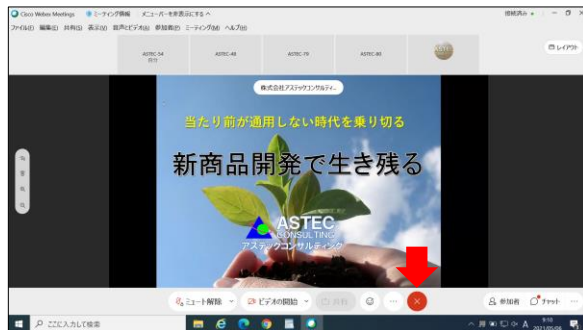 Cisco Webex Meetings
ミーティング情報
メニューバーを非表示にする
接続済み
ファイル(F) 編集(E) 共有(S) 表示(V) 音声とビデオ(A) 参加者(P) ミーティング(M) ヘルプ(H)
ASTEC-54
自分
ASTEC-48
ASTEC-79
ASTEC-80
レイアウト
株式会社アステックコンサルティ...
当たり前が通用しない時代を乗り切る
新商品開発で生き残る
ASTEC
CONSULTING
アステックコンサルティング
ミュート解除
ビデオの開始
共有
参加者
チャット
ここに入力して検索
A
9:10
2021/05/06